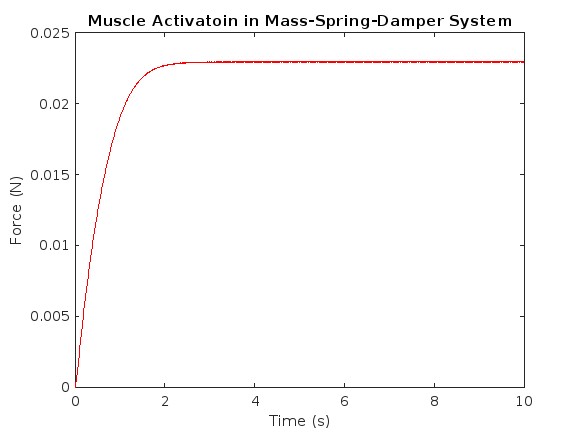 Muscle Activatoin in Mass-Spring-Damper System
0.025
0.02
0.015
0.01
0.005
0
Force (N)
0 2 4 6 8 10
Time (s)